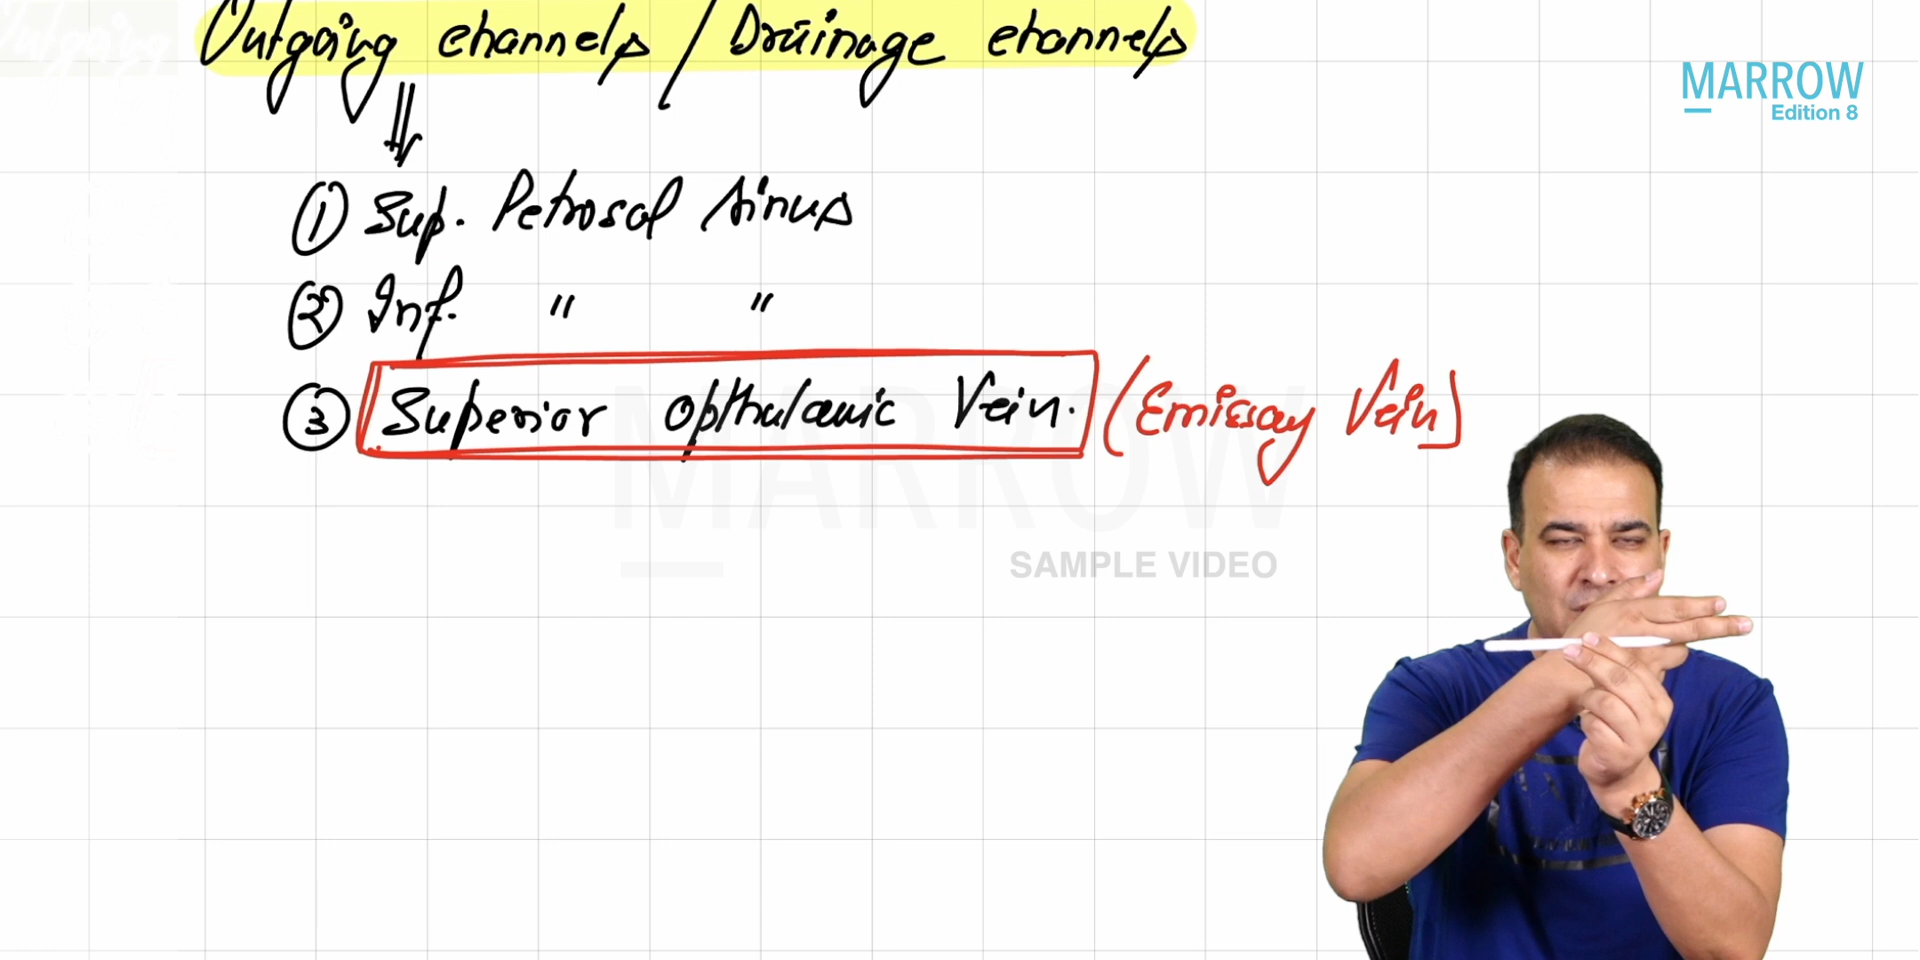 Outgoing channels / Drainage channels
MARROW
Edition 8
① Sup. Petrosal sinus
② Inf. " "
③ Superior opthalamic Vein. (Emissay Vein)
MARROW
SAMPLE VIDEO